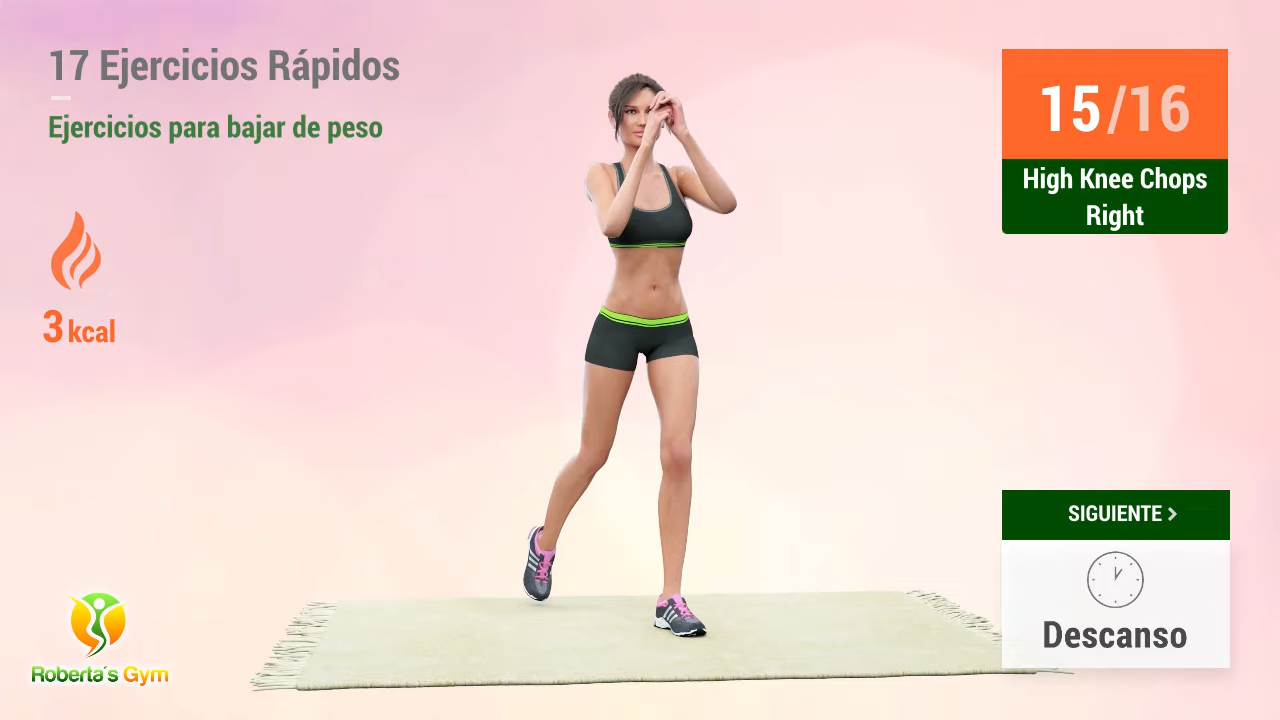 17 Ejercicios Rápidos
Ejercicios para bajar de peso
3 kcal
15/16
High Knee Chops
Right
SIGUIENTE >
Descanso
Roberta´s Gym